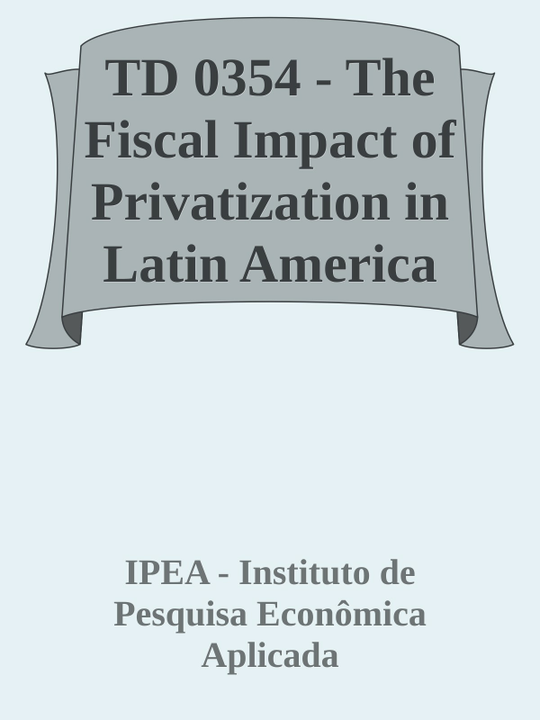 TD 0354 - The
Fiscal Impact of
Privatization in
Latin America
IPEA - Instituto de
Pesquisa Econômica
Aplicada